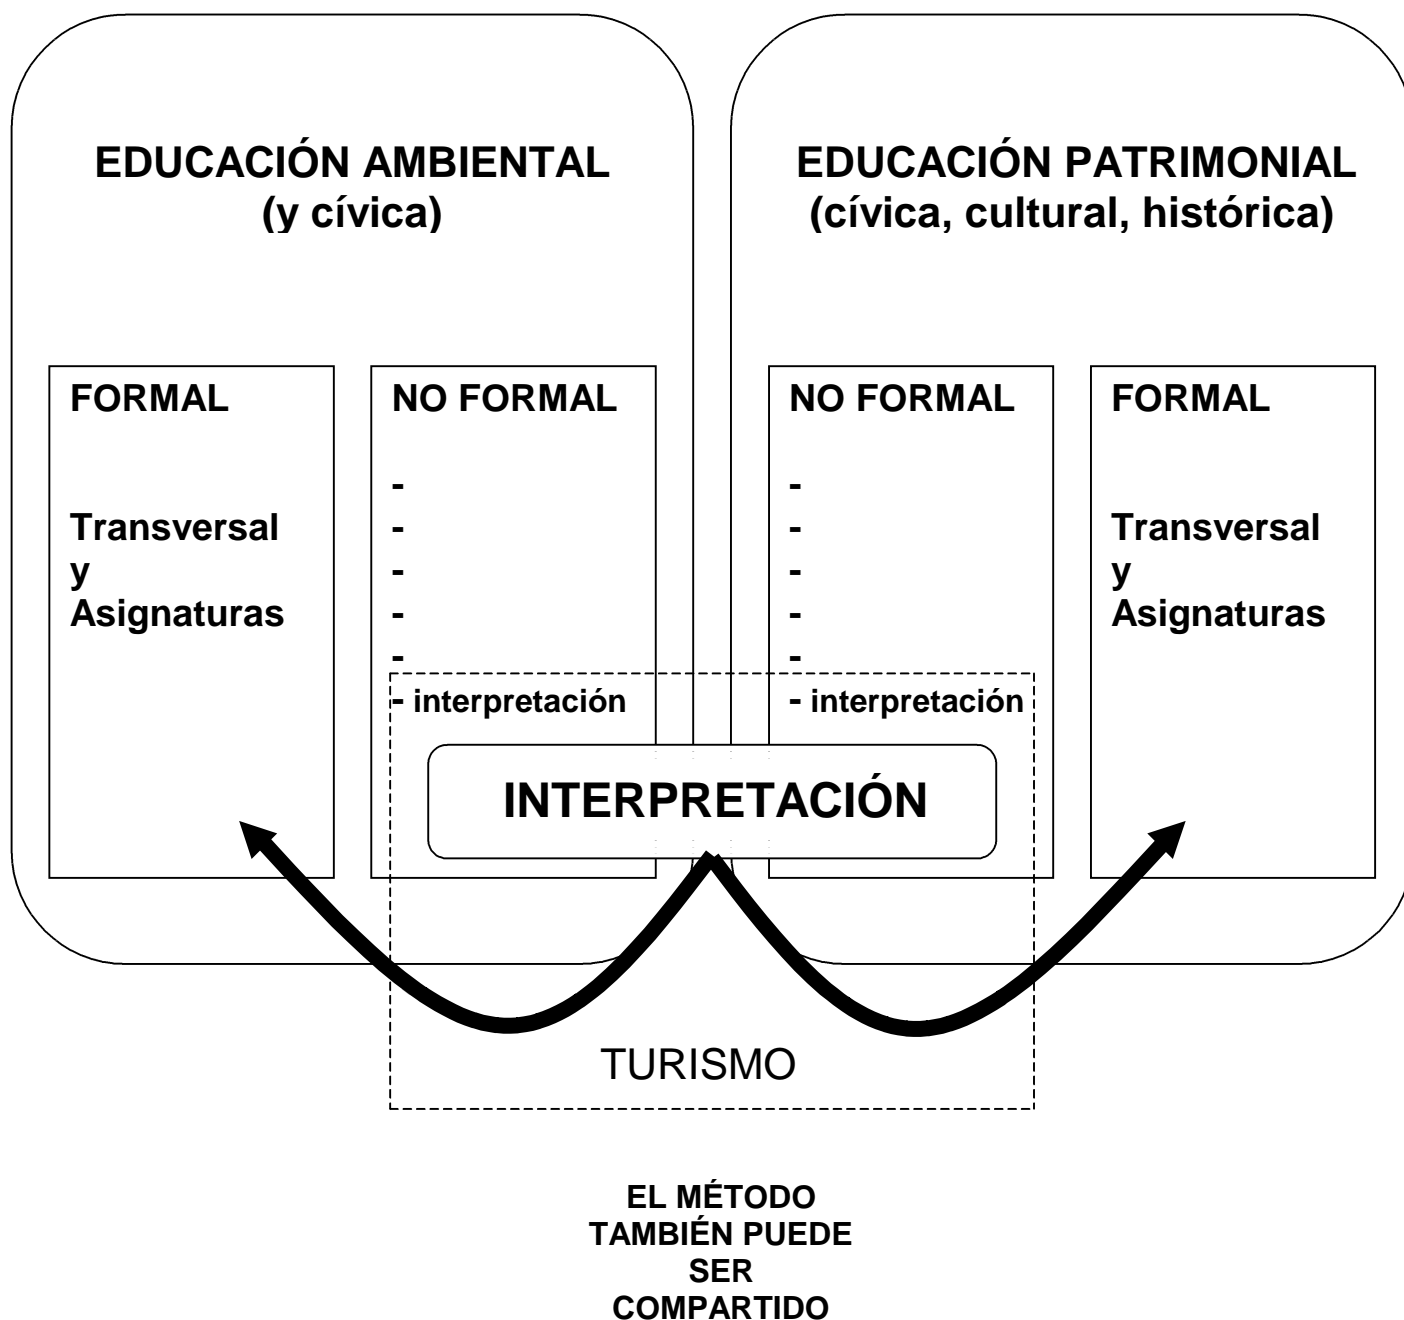 EDUCACIÓN AMBIENTAL
(y cívica)
EDUCACIÓN PATRIMONIAL
(cívica, cultural, histórica)
FORMAL
Transversal
y
Asignaturas
NO FORMAL
-
-
-
-
-
- interpretación
NO FORMAL
-
-
-
-
-
- interpretación
FORMAL
Transversal
y
Asignaturas
INTERPRETACIÓN
TURISMO
EL MÉTODO
TAMBIÉN PUEDE
SER
COMPARTIDO